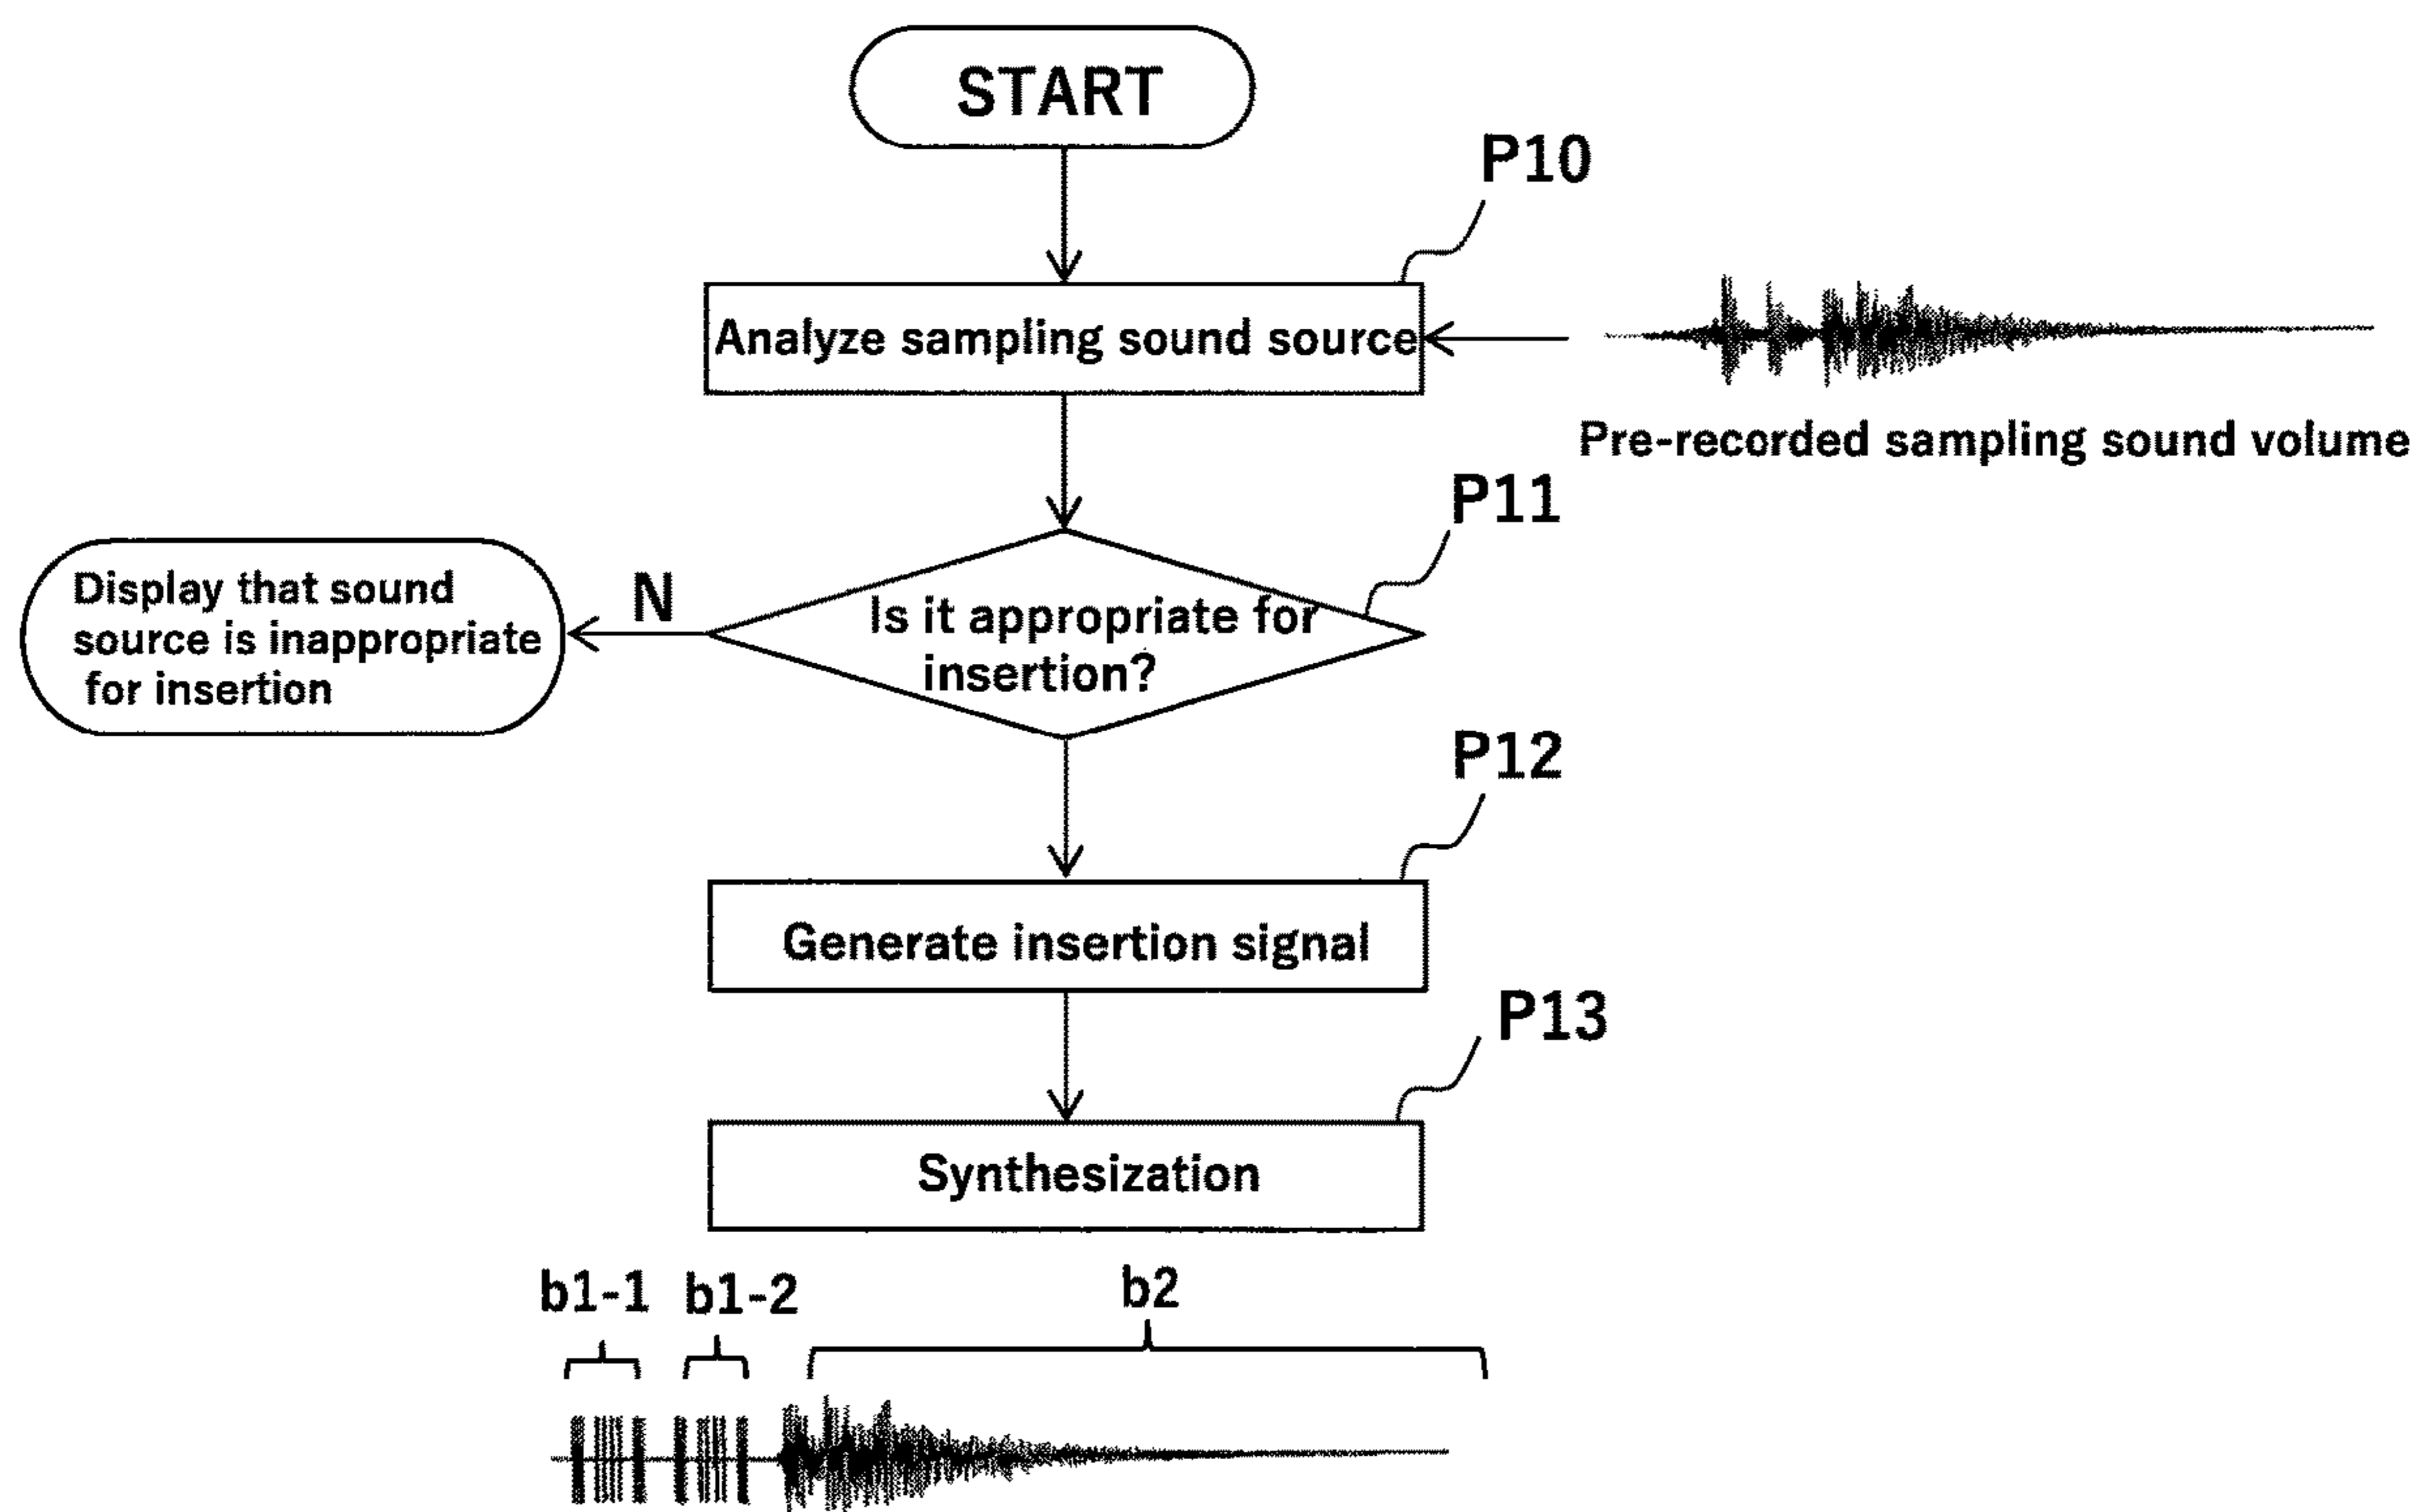 START
P10
Analyze sampling sound source
Pre-recorded sampling sound volume
P11
Display that sound
source is inappropriate
for insertion
N
Is it appropriate for
insertion?
P12
Generate insertion signal
P13
Synthesization
b1-1
b1-2
b2